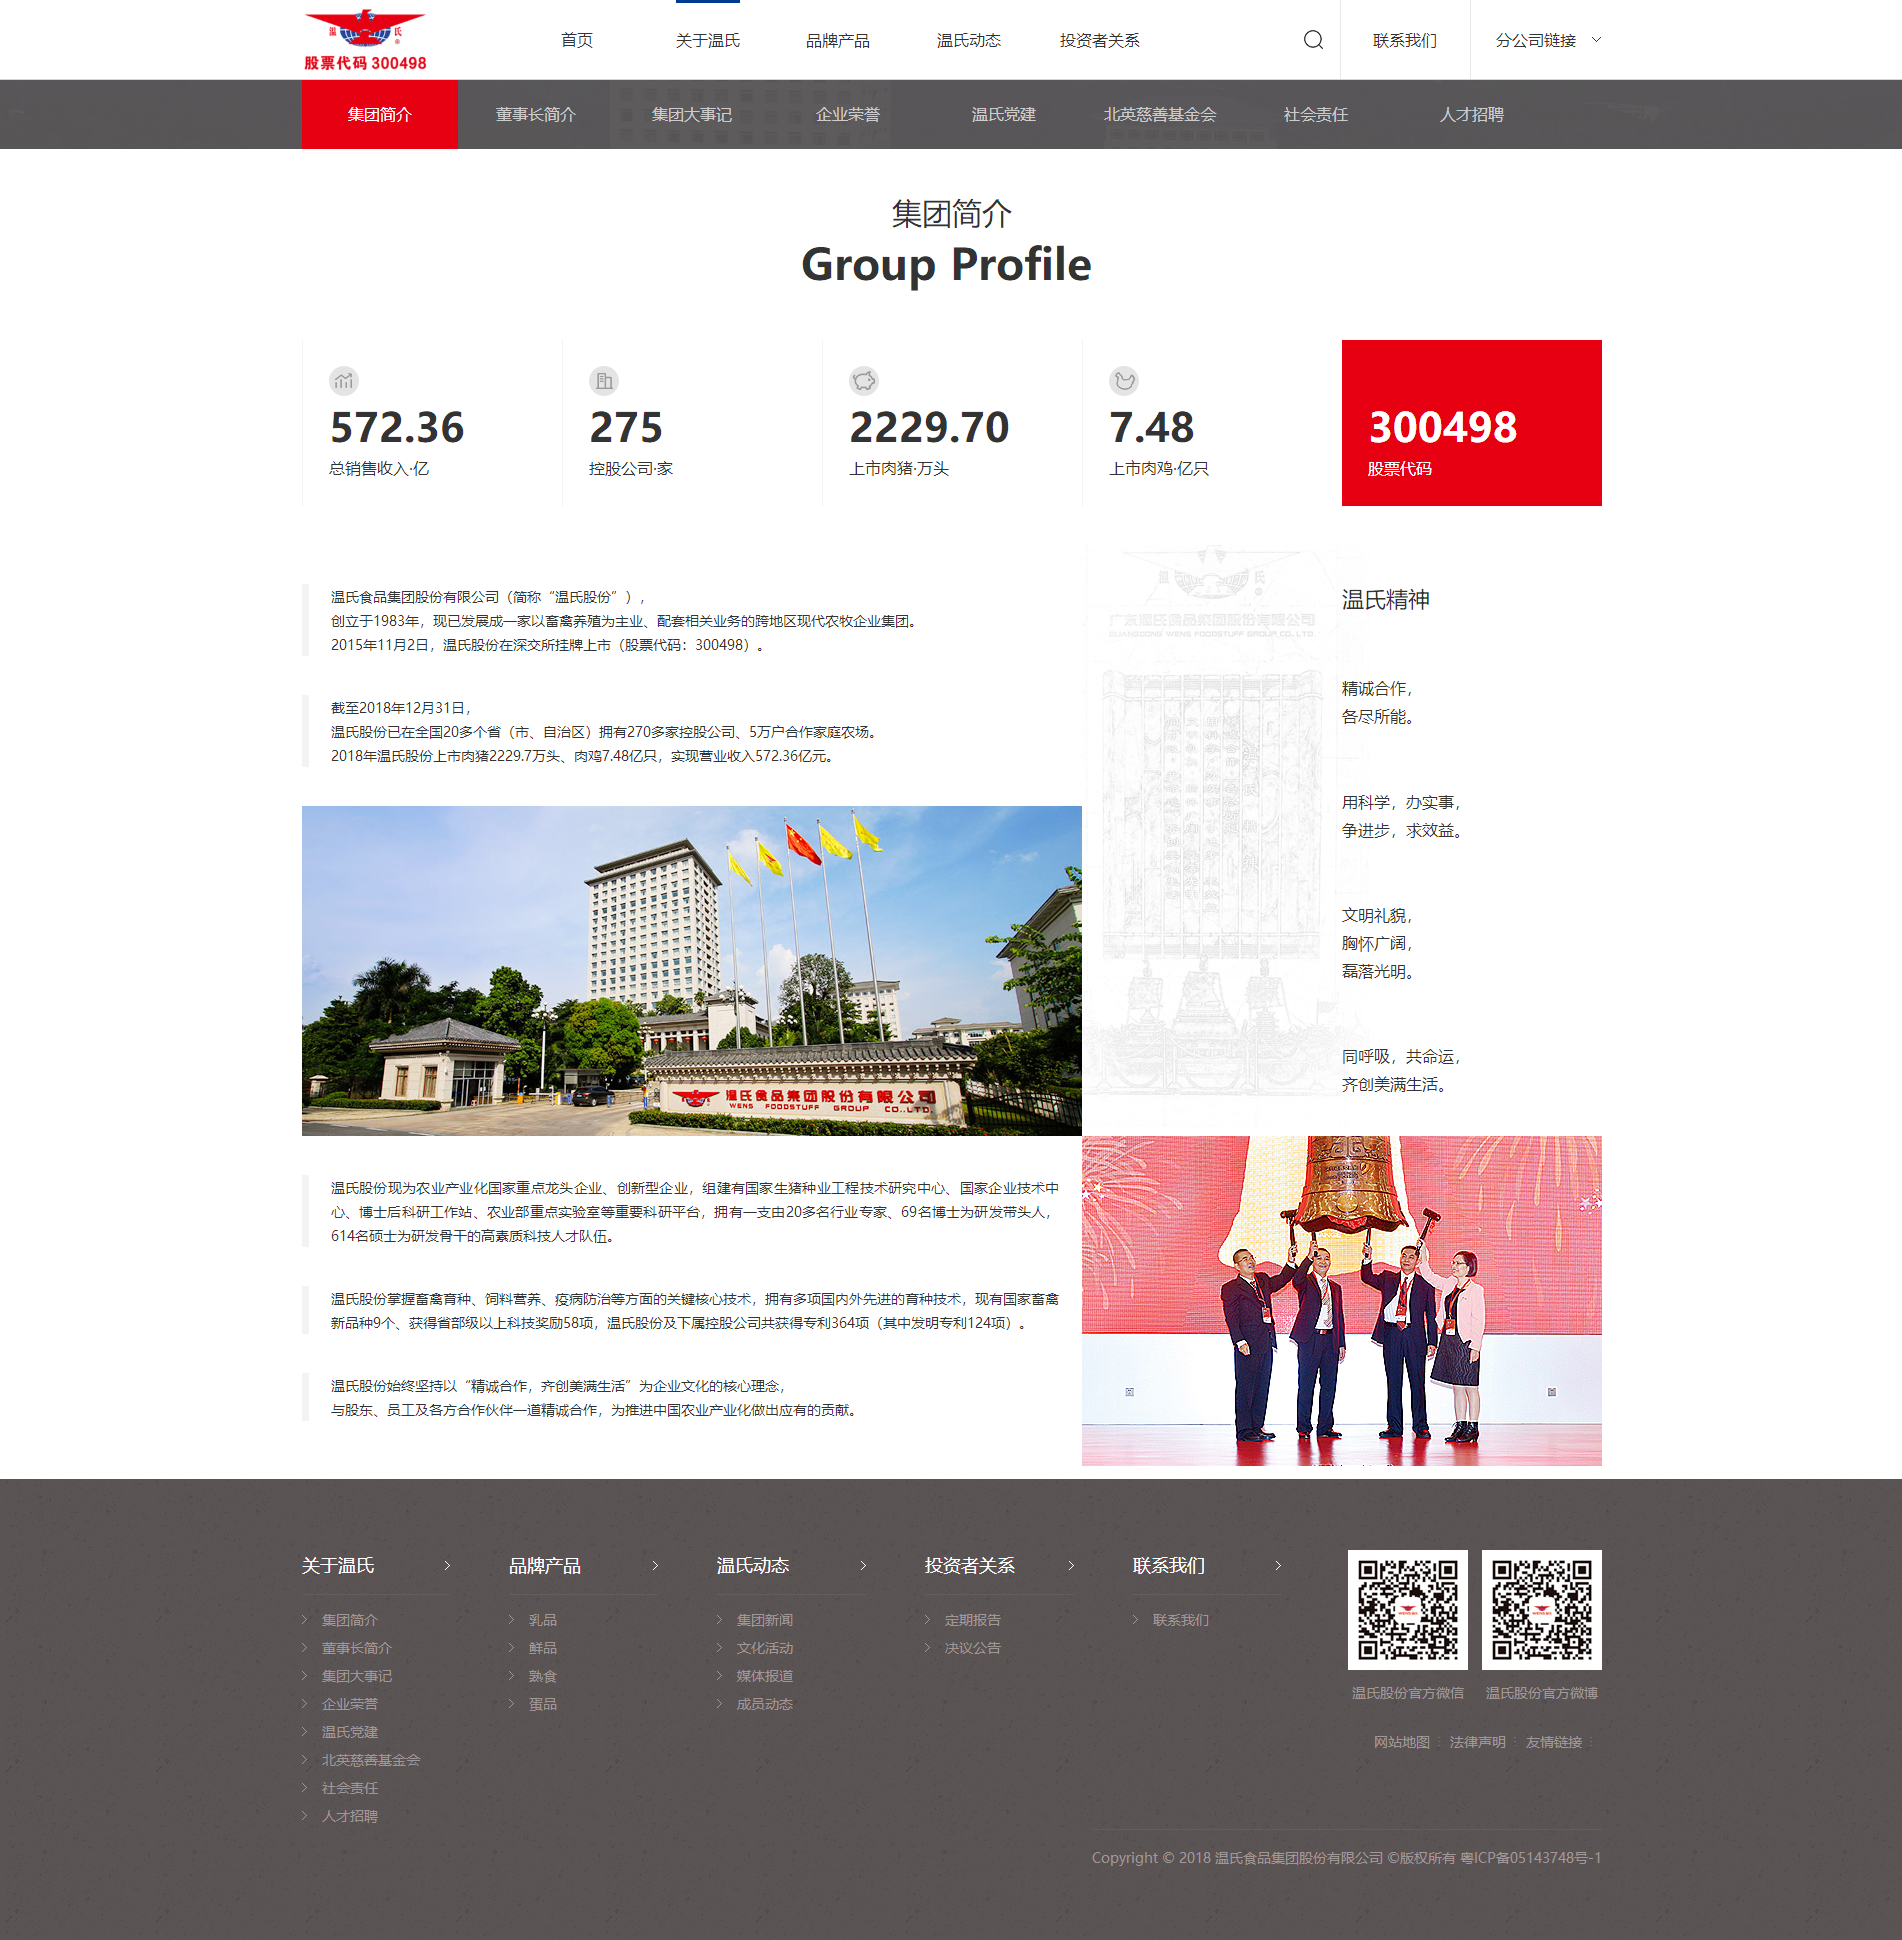 温 氏
股票代码 300498
首页
关于温氏
品牌产品
温氏动态
投资者关系
联系我们
分公司链接
集团简介
董事长简介
集团大事记
企业荣誉
温氏党建
北英慈善基金会
社会责任
人才招聘
集团简介
Group Profile
572.36
总销售收入·亿
275
控股公司·家
2229.70
上市肉猪·万头
7.48
上市肉鸡·亿只
300498
股票代码
温氏食品集团股份有限公司（简称“温氏股份”），
创立于1983年，现已发展成一家以畜禽养殖为主业、配套相关业务的跨地区现代农牧企业集团。
2015年11月2日，温氏股份在深交所挂牌上市（股票代码：300498）。
截至2018年12月31日，
温氏股份已在全国20多个省（市、自治区）拥有270多家控股公司、5万户合作家庭农场。
2018年温氏股份上市肉猪2229.7万头、肉鸡7.48亿只，实现营业收入572.36亿元。
温氏食品集团股份有限公司
WENS FOODSTUFF GROUP CO.,LTD.
温 氏
广东温氏食品集团股份有限公司
GUANGDONG WENS FOODSTUFF GROUP CO., LTD
温氏精神
精诚合作，
各尽所能。
用科学，办实事，
争进步，求效益。
文明礼貌，
胸怀广阔，
磊落光明。
同呼吸，共命运，
齐创美满生活。
温氏股份现为农业产业化国家重点龙头企业、创新型企业，组建有国家生猪种业工程技术研究中心、国家企业技术中
心、博士后科研工作站、农业部重点实验室等重要科研平台，拥有一支由20多名行业专家、69名博士为研发带头人，
614名硕士为研发骨干的高素质科技人才队伍。
温氏股份掌握畜禽育种、饲料营养、疫病防治等方面的关键核心技术，拥有多项国内外先进的育种技术，现有国家畜禽
新品种9个、获得省部级以上科技奖励58项，温氏股份及下属控股公司共获得专利364项（其中发明专利124项）。
温氏股份始终坚持以“精诚合作，齐创美满生活”为企业文化的核心理念，
与股东、员工及各方合作伙伴一道精诚合作，为推进中国农业产业化做出应有的贡献。
关于温氏
集团简介
董事长简介
集团大事记
企业荣誉
温氏党建
北英慈善基金会
社会责任
人才招聘
品牌产品
乳品
鲜品
熟食
蛋品
温氏动态
集团新闻
文化活动
媒体报道
成员动态
投资者关系
定期报告
决议公告
联系我们
联系我们
温氏股份官方微信
温氏股份官方微博
网站地图
法律声明
友情链接
Copyright © 2018 温氏食品集团股份有限公司 ©版权所有 粤ICP备05143748号-1